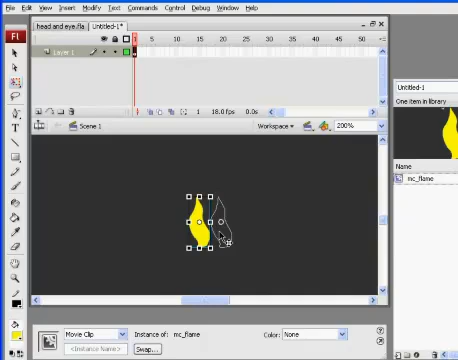 File Edit View Insert Modify Text Commands Control Debug Window Help
Fl
head and eye.fla Untitled-1*
1 5 10 15 20 25 30 35 40 45 50
Layer 1
1 18.0 fps 0.0s
Scene 1 Workspace 200%
Untitled-1
One item in library
Name
mc_flame
Movie Clip Instance of: mc_flame Color: None
<Instance Name> Swap...